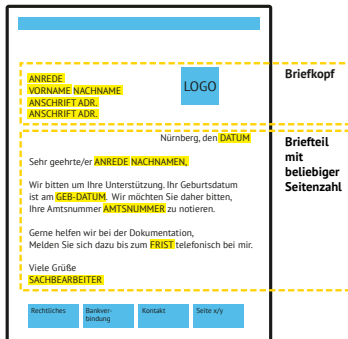 ANREDE
VORNAME NACHNAME
ANSCHRIFT ADR.
ANSCHRIFT ADR.
LOGO
Briefkopf
Nürnberg, den DATUM
Sehr geehrte/er ANREDE NACHNAMEN,
Wir bitten um Ihre Unterstützung. Ihr Geburtsdatum
ist am GEB-DATUM. Wir möchten Sie daher bitten,
Ihre Amtsnummer AMTSNUMMER zu notieren.
Gerne helfen wir bei der Dokumentation,
Melden Sie sich dazu bis zum FRIST telefonisch bei mir.
Viele Grüße
SACHBEARBEITER
Briefteil
mit
beliebiger
Seitenzahl
Rechtliches
Bankver-
bindung
Kontakt
Seite x/y